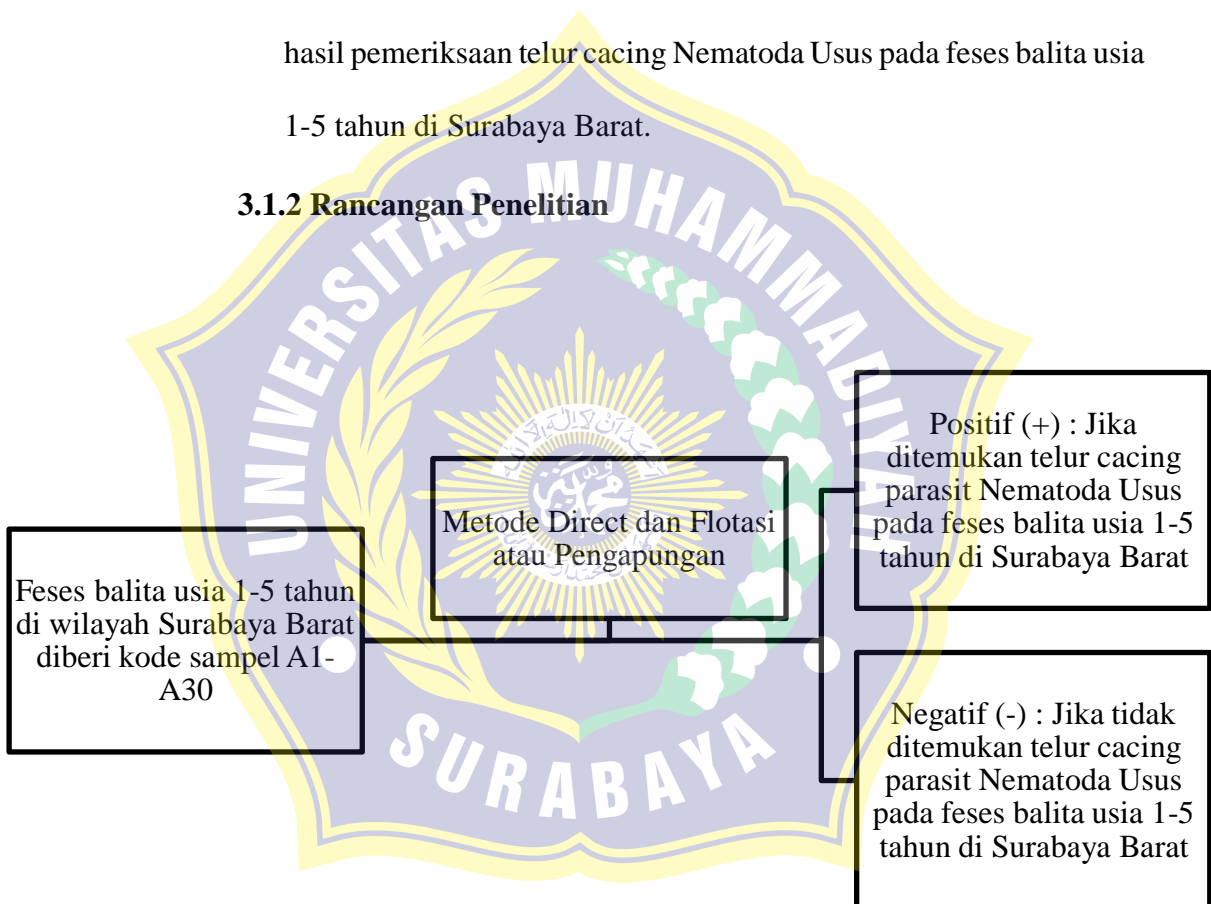 hasil pemeriksaan telur cacing Nematoda Usus pada feses balita usia
1-5 tahun di Surabaya Barat.
3.1.2 Rancangan Penelitian
UNIVERSITAS MUHAMMADIYAH
SURABAYA
Feses balita usia 1-5 tahun
di wilayah Surabaya Barat
diberi kode sampel A1-
A30
Metode Direct dan Flotasi
atau Pengapungan
Positif (+) : Jika
ditemukan telur cacing
parasit Nematoda Usus
pada feses balita usia 1-5
tahun di Surabaya Barat
Negatif (-) : Jika tidak
ditemukan telur cacing
parasit Nematoda Usus
pada feses balita usia 1-5
tahun di Surabaya Barat